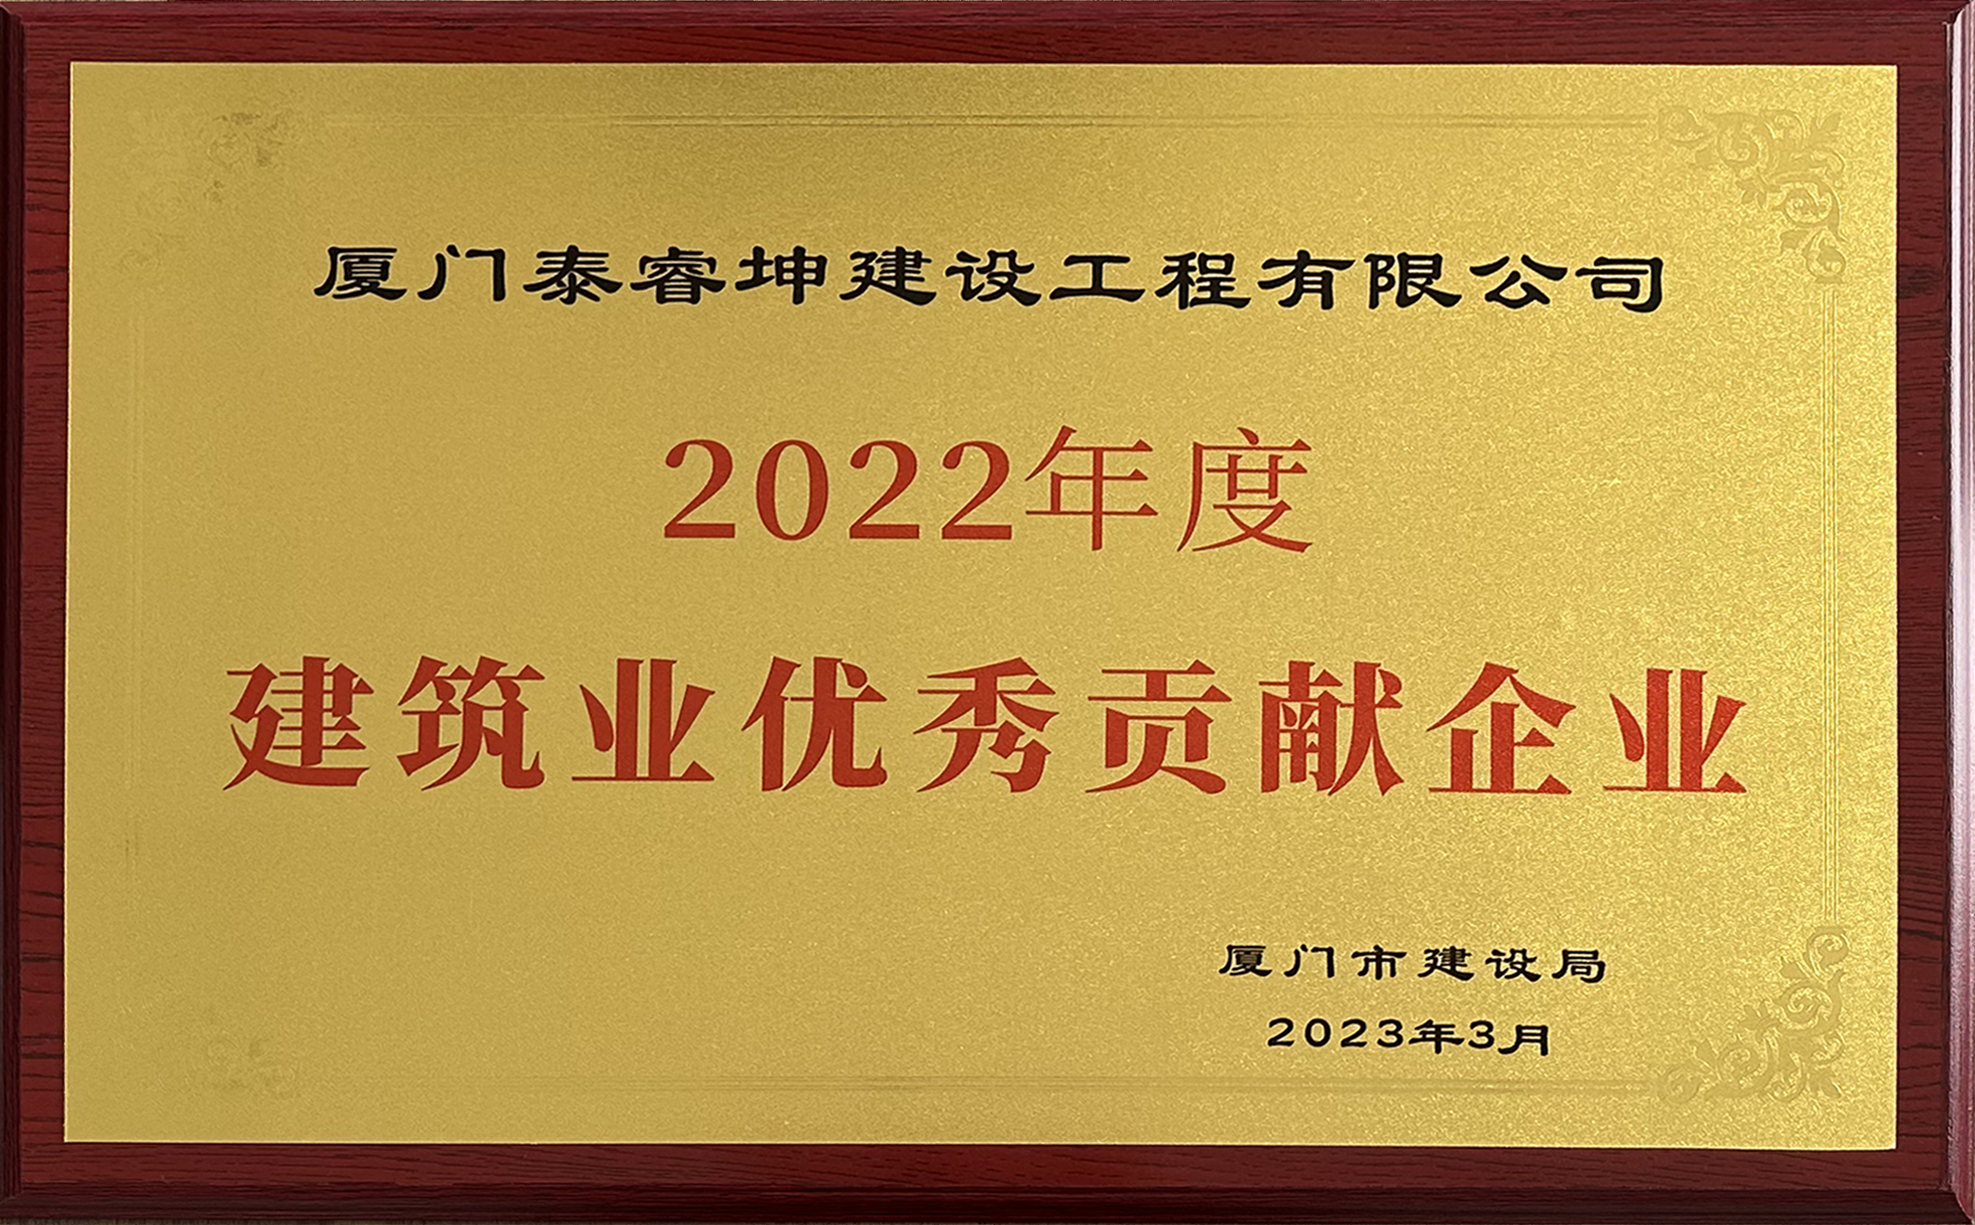 厦门泰睿坤建设工程有限公司
2022年度
建筑业优秀贡献企业
厦门市建设局
2023年3月